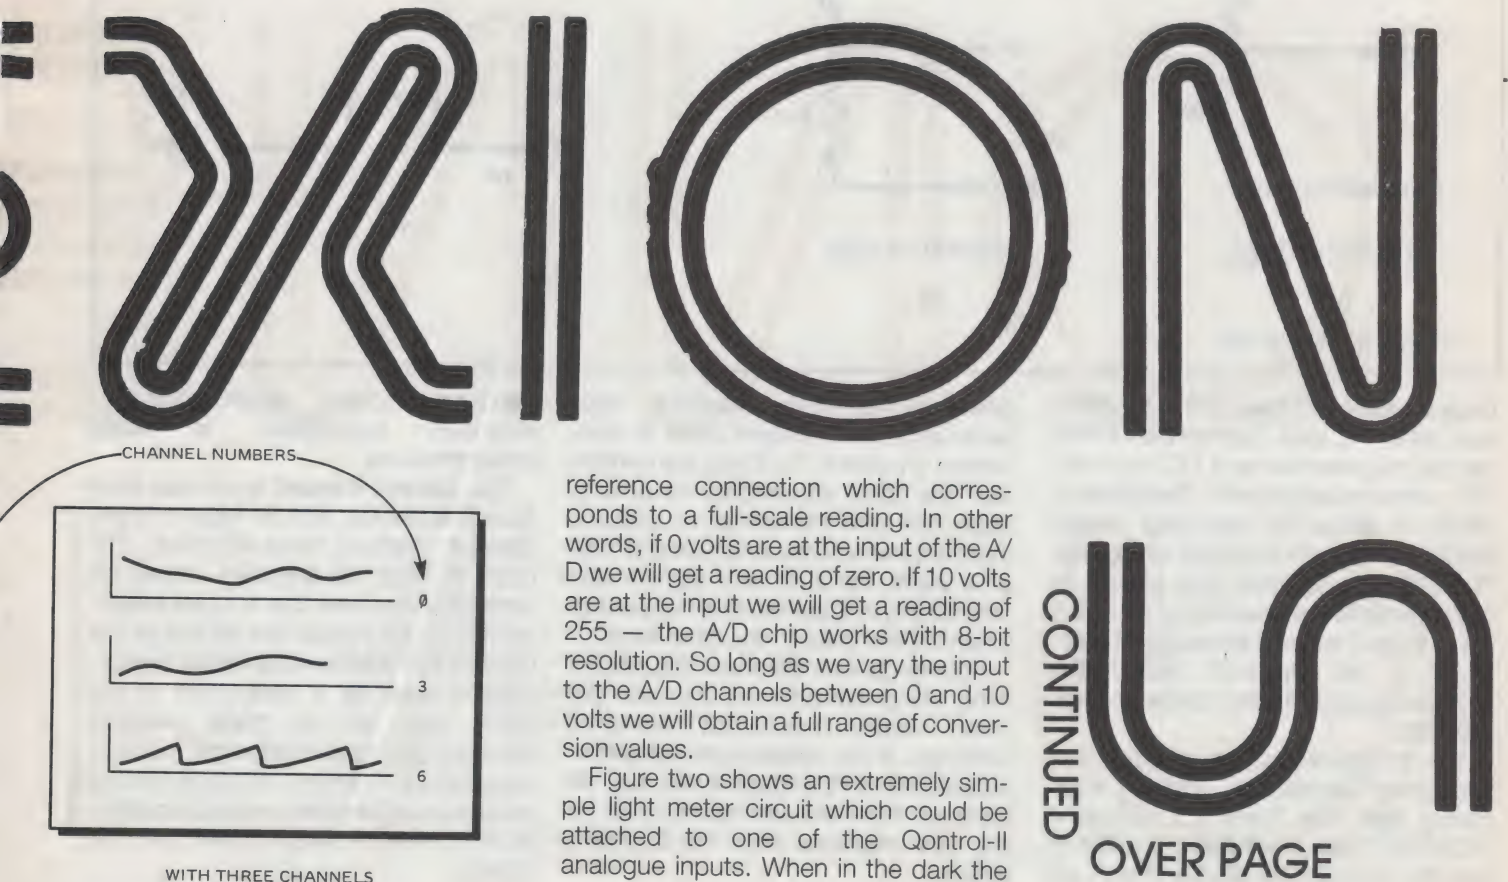 XION
S
CHANNEL NUMBERS
0
3
6
WITH THREE CHANNELS
reference connection which corres-
ponds to a full-scale reading. In other
words, if 0 volts are at the input of the A/
D we will get a reading of zero. If 10 volts
are at the input we will get a reading of
255 — the A/D chip works with 8-bit
resolution. So long as we vary the input
to the A/D channels between 0 and 10
volts we will obtain a full range of conver-
sion values.
Figure two shows an extremely sim-
ple light meter circuit which could be
attached to one of the Qontrol-II
analogue inputs. When in the dark the
CONTINUED
OVER PAGE